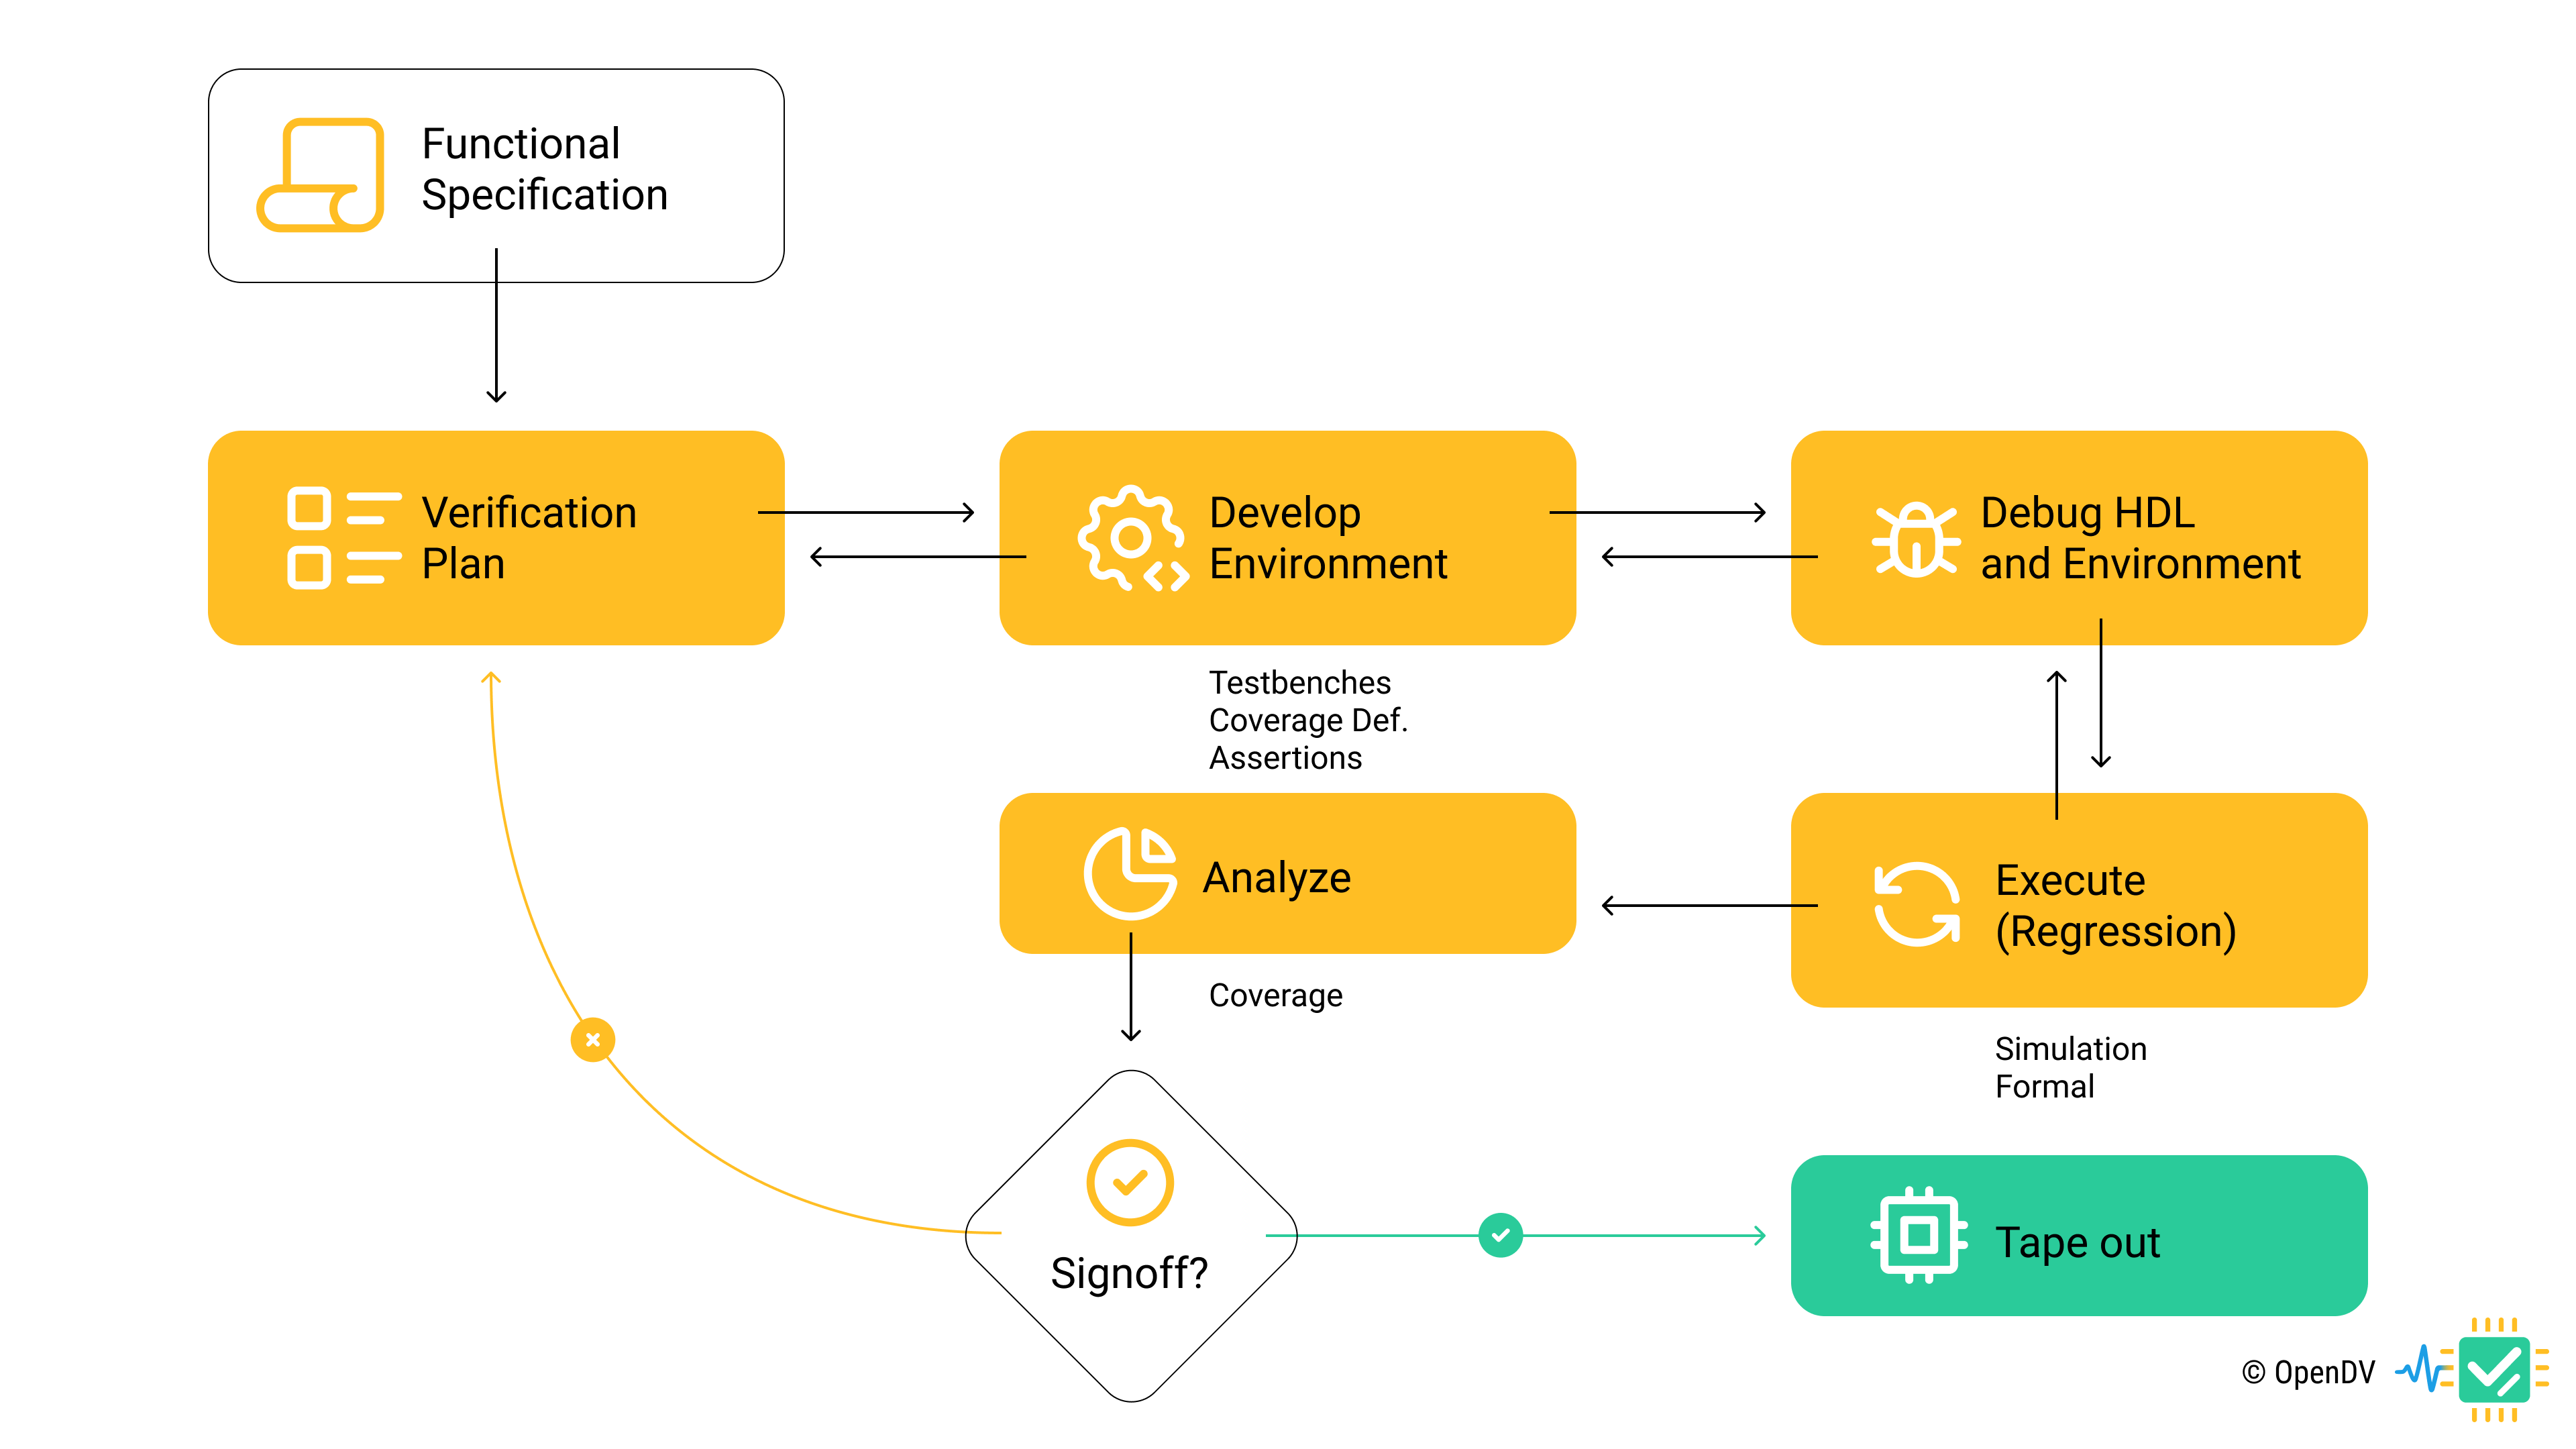 Functional
Specification
Verification
Plan
Develop
Environment
Debug HDL
and Environment
Testbenches
Coverage Def.
Assertions
Analyze
Execute
(Regression)
Coverage
Simulation
Formal
Signoff?
Tape out
© OpenDV